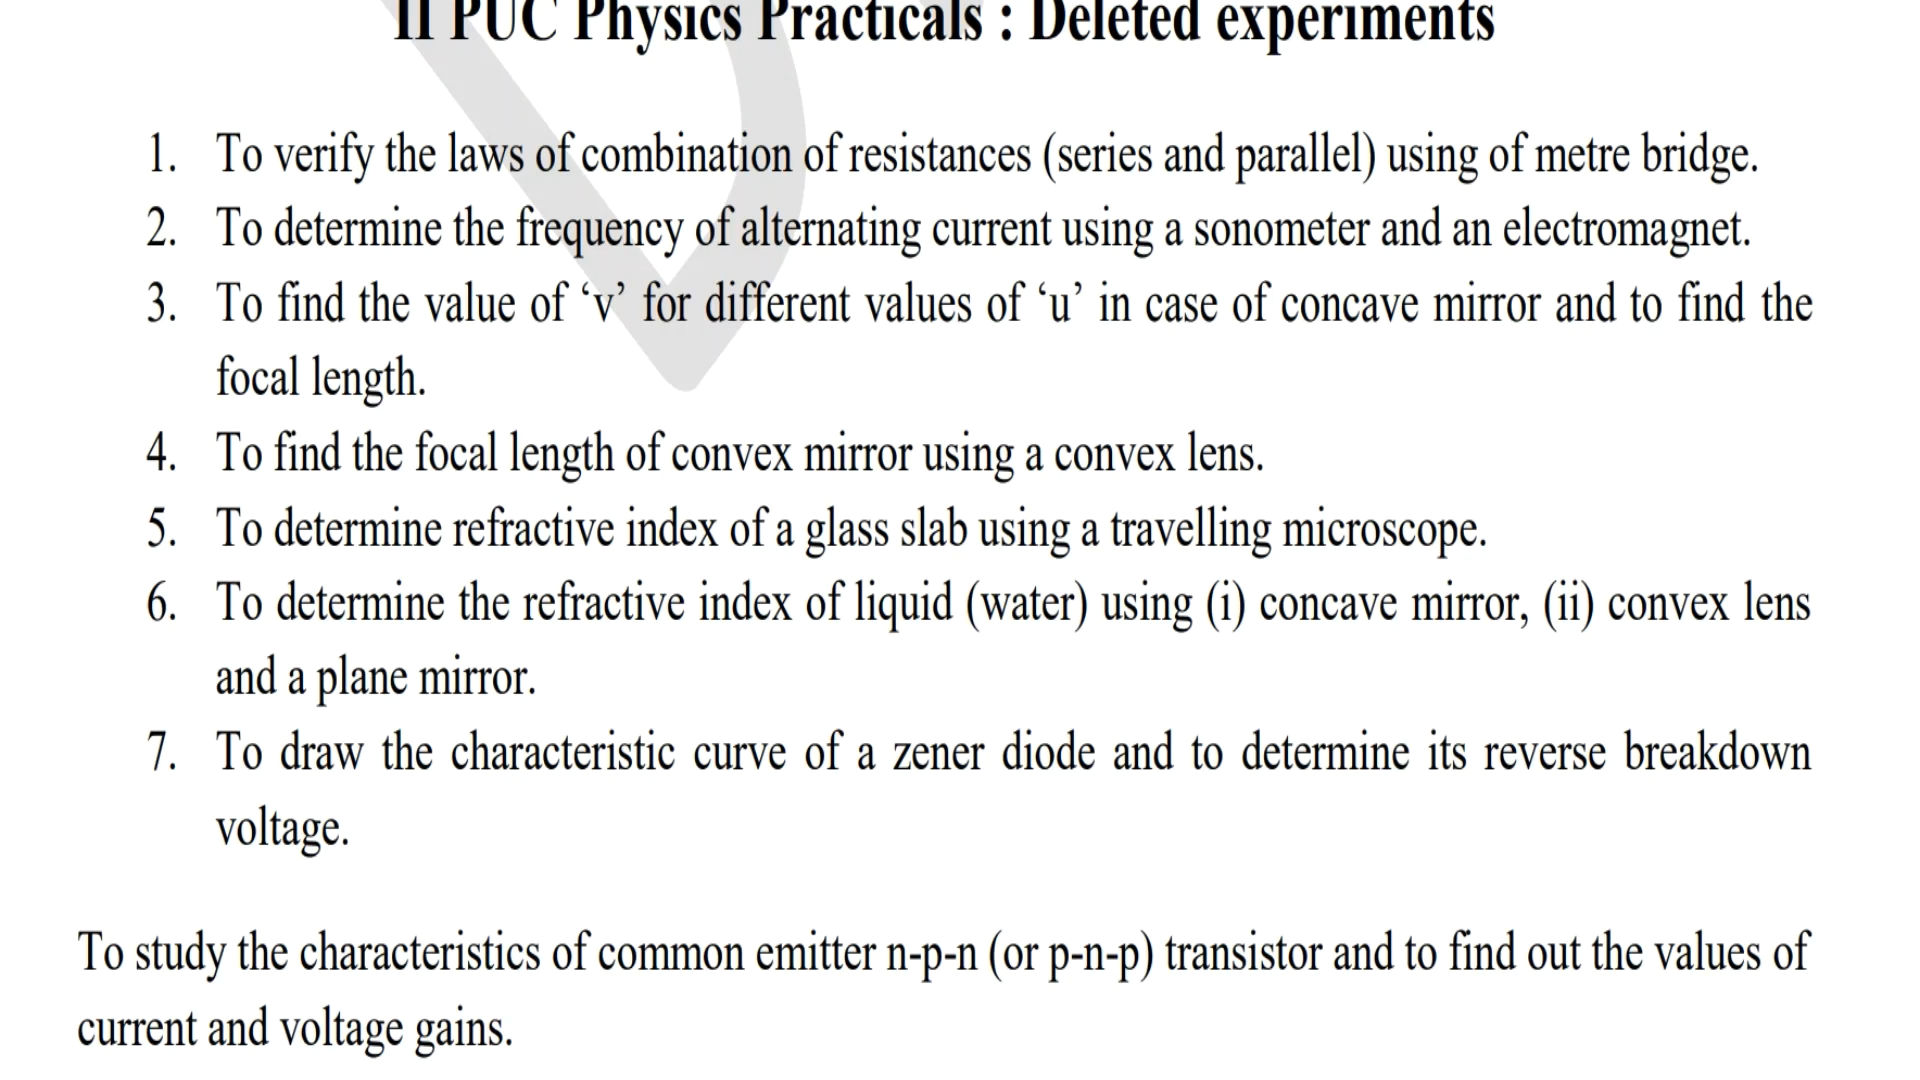 II PUC Physics Practicals : Deleted experiments
1. To verify the laws of combination of resistances (series and parallel) using of metre bridge.
2. To determine the frequency of alternating current using a sonometer and an electromagnet.
3. To find the value of ‘v’ for different values of ‘u’ in case of concave mirror and to find the
focal length.
4. To find the focal length of convex mirror using a convex lens.
5. To determine refractive index of a glass slab using a travelling microscope.
6. To determine the refractive index of liquid (water) using (i) concave mirror, (ii) convex lens
and a plane mirror.
7. To draw the characteristic curve of a zener diode and to determine its reverse breakdown
voltage.
To study the characteristics of common emitter n-p-n (or p-n-p) transistor and to find out the values of
current and voltage gains.